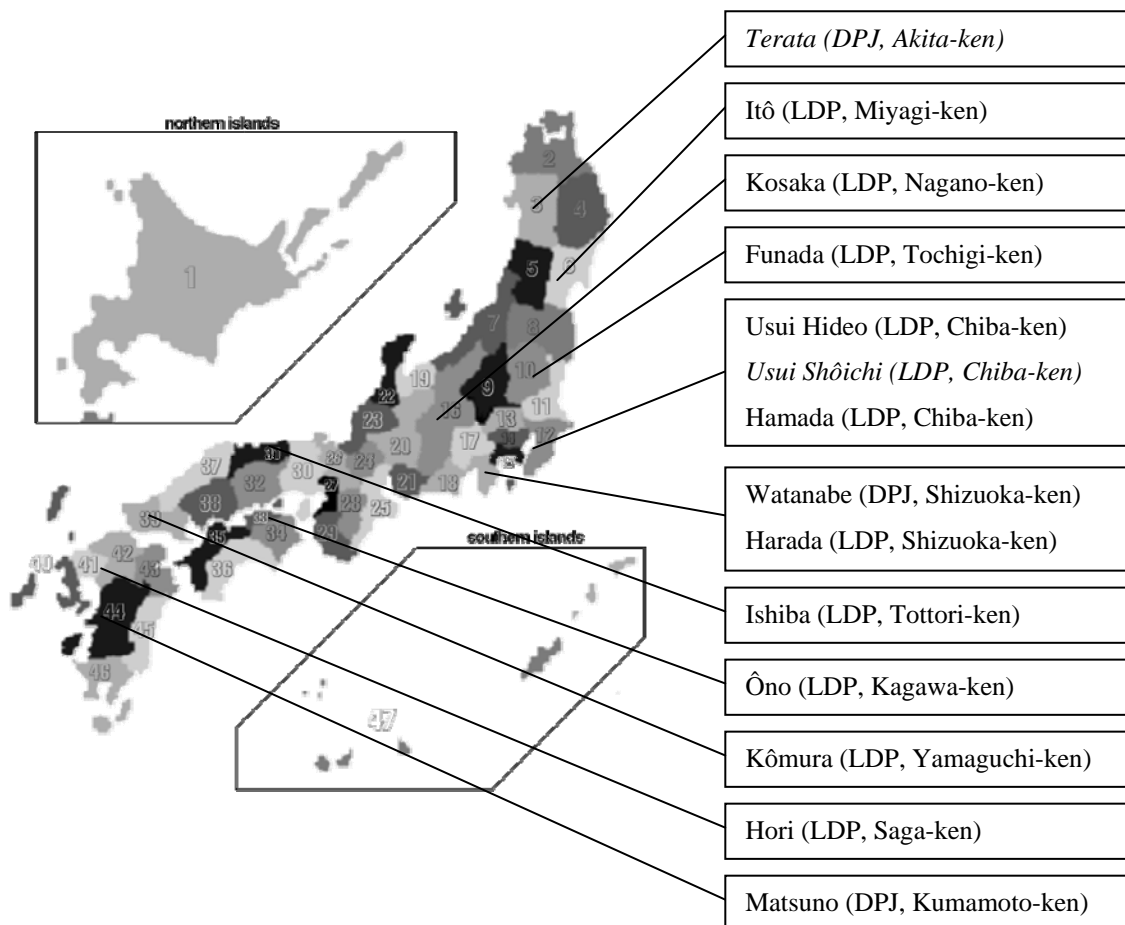 Terata (DPJ, Akita-ken)
Itô (LDP, Miyagi-ken)
Kosaka (LDP, Nagano-ken)
Funada (LDP, Tochigi-ken)
Usui Hideo (LDP, Chiba-ken)
Usui Shôichi (LDP, Chiba-ken)
Hamada (LDP, Chiba-ken)
Watanabe (DPJ, Shizuoka-ken)
Harada (LDP, Shizuoka-ken)
Ishiba (LDP, Tottori-ken)
Ôno (LDP, Kagawa-ken)
Kômura (LDP, Yamaguchi-ken)
Hori (LDP, Saga-ken)
Matsuno (DPJ, Kumamoto-ken)
northern islands
1
2
3
4
5
6
7
8
9
10
11
12
13
16
17
18
19
20
21
22
23
24
25
26
27
28
29
30
31
32
33
34
35
36
37
38
39
40
41
42
43
44
45
46
southern islands
47